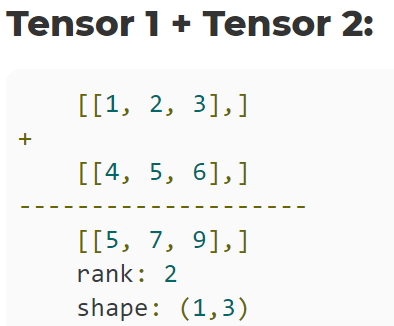 Tensor 1 + Tensor 2:
[[1, 2, 3],]
+
[[4, 5, 6],]
--------------------
[[5, 7, 9],]
rank: 2
shape: (1,3)